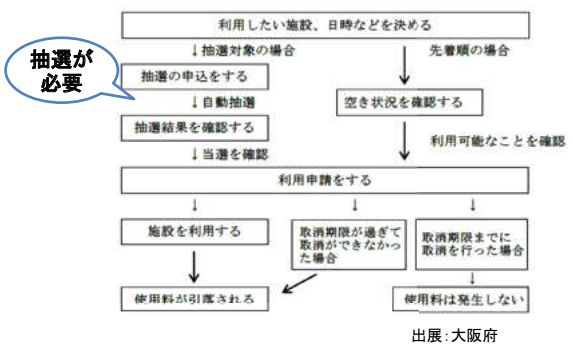 利用したい施設、日時などを決める
↓抽選対象の場合
先着順の場合
抽選が
必要
抽選の申込をする
↓自動抽選
空き状況を確認する
抽選結果を確認する
↓当選を確認
利用可能なことを確認
利用申請をする
↓
↓
↓
施設を利用する
取消期限が過ぎて
取消ができなかっ
た場合
取消期限までに
取消を行った場合
使用料が引落される
使用料は発生しない
出展:大阪府